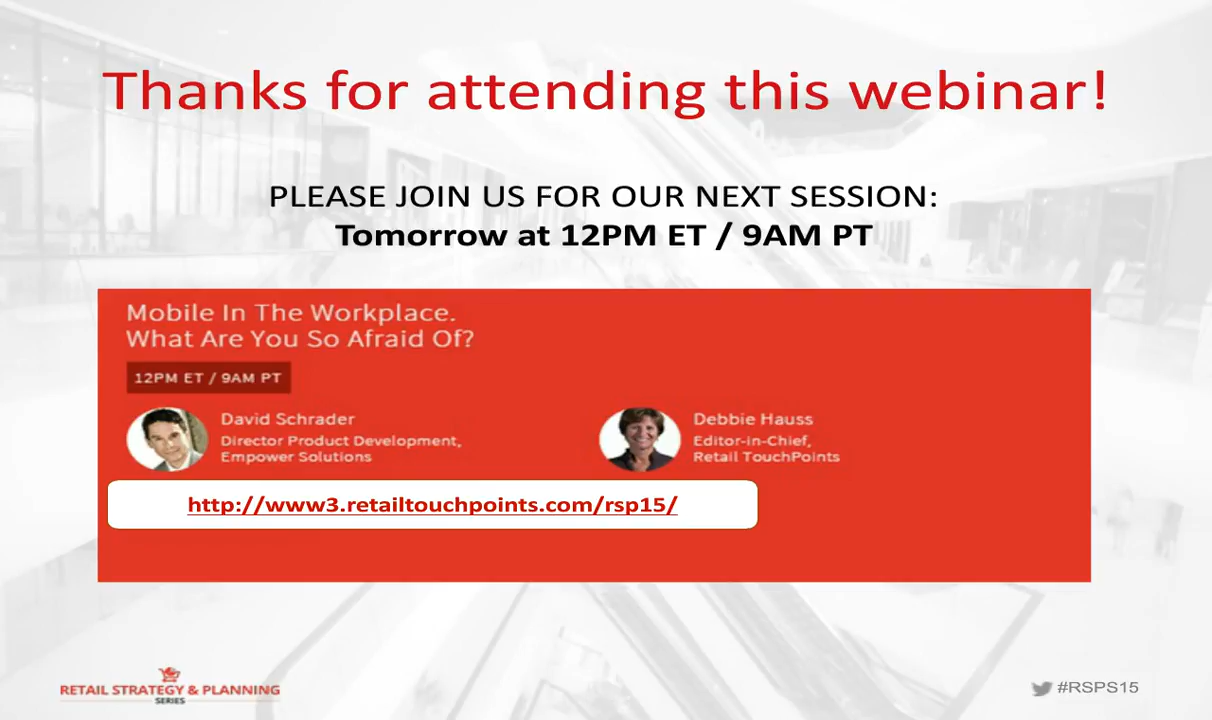 Thanks for attending this webinar!
PLEASE JOIN US FOR OUR NEXT SESSION:
Tomorrow at 12PM ET / 9AM PT
Mobile In The Workplace.
What Are You So Afraid Of?
12PM ET / 9AM PT
David Schrader
Director Product Development,
Empower Solutions
Debbie Hauss
Editor-in-Chief,
Retail TouchPoints
http://www3.retailtouchpoints.com/rsp15/
RETAIL STRATEGY & PLANNING
SERIES
#RSPS15